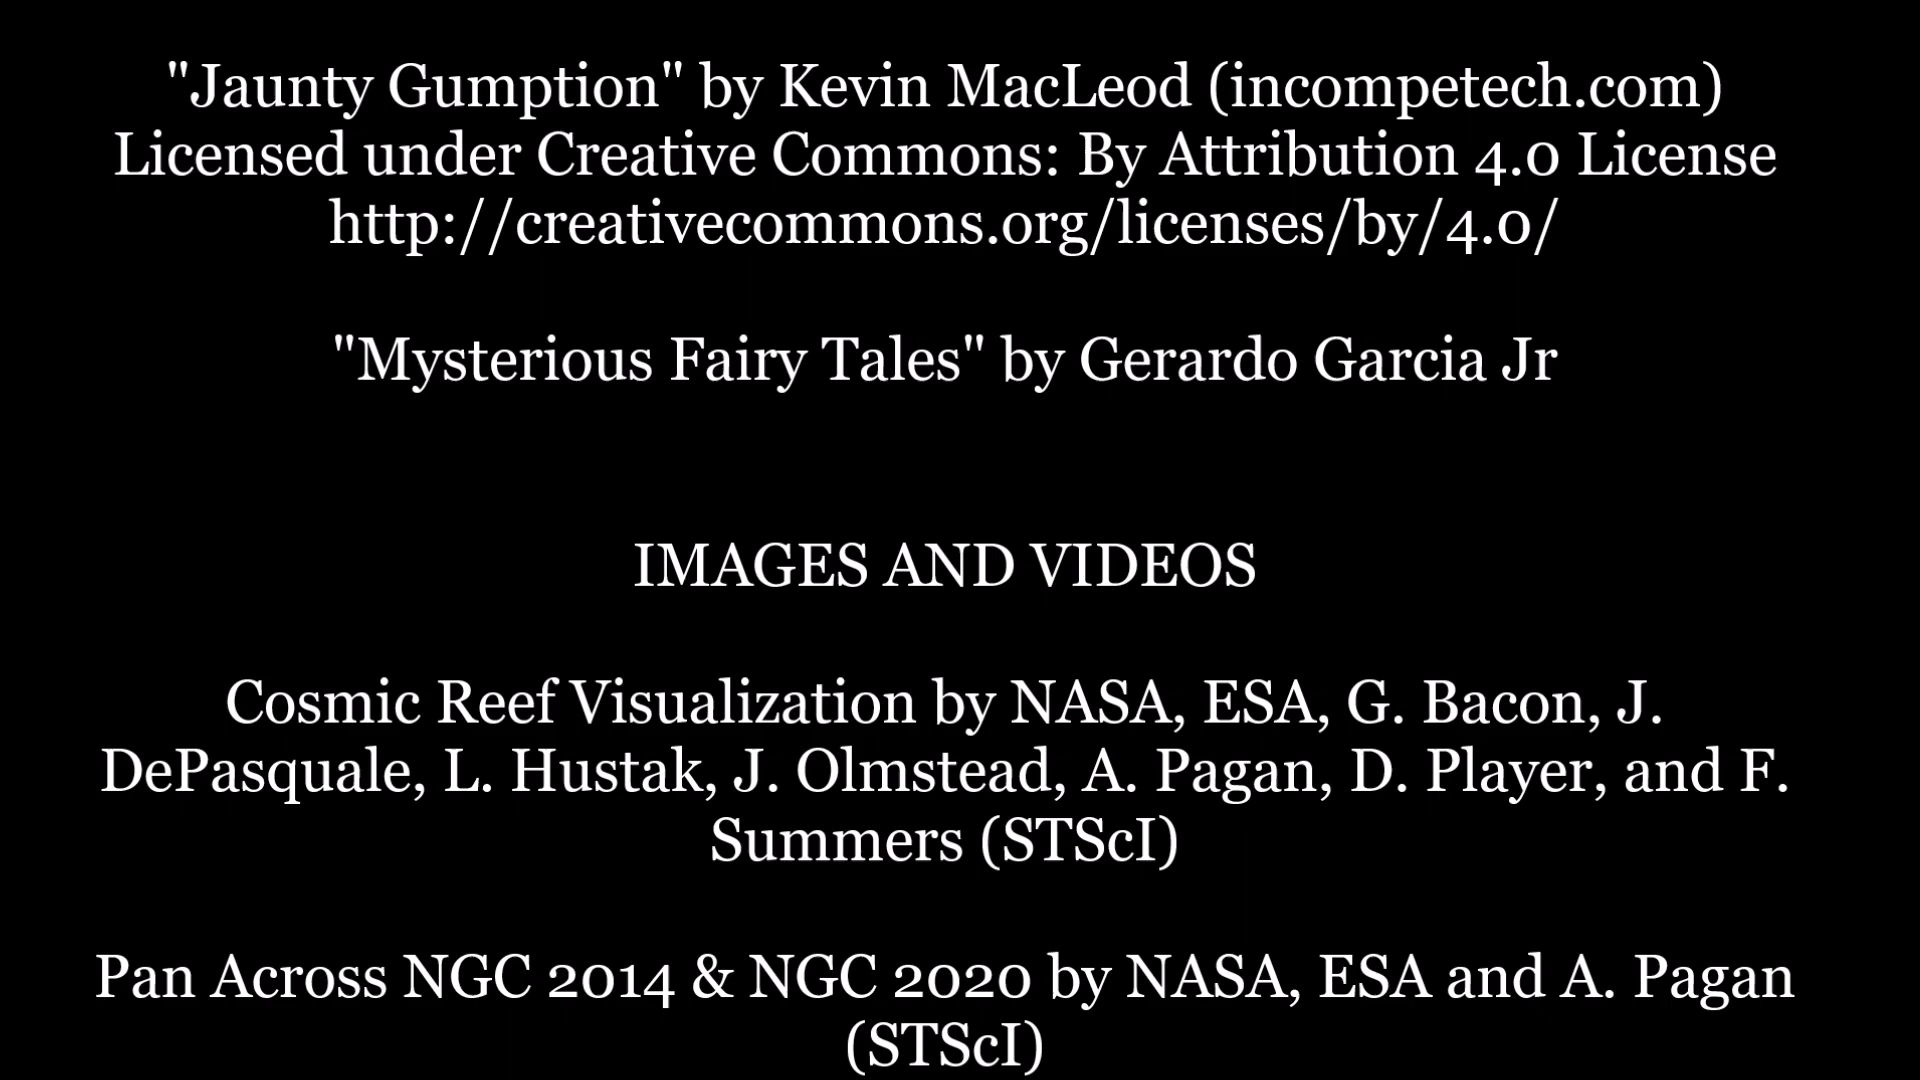 "Jaunty Gumption" by Kevin MacLeod (incompetech.com)
Licensed under Creative Commons: By Attribution 4.0 License
http://creativecommons.org/licenses/by/4.0/
"Mysterious Fairy Tales" by Gerardo Garcia Jr
IMAGES AND VIDEOS
Cosmic Reef Visualization by NASA, ESA, G. Bacon, J.
DePasquale, L. Hustak, J. Olmstead, A. Pagan, D. Player, and F.
Summers (STScI)
Pan Across NGC 2014 & NGC 2020 by NASA, ESA and A. Pagan
(STScI)